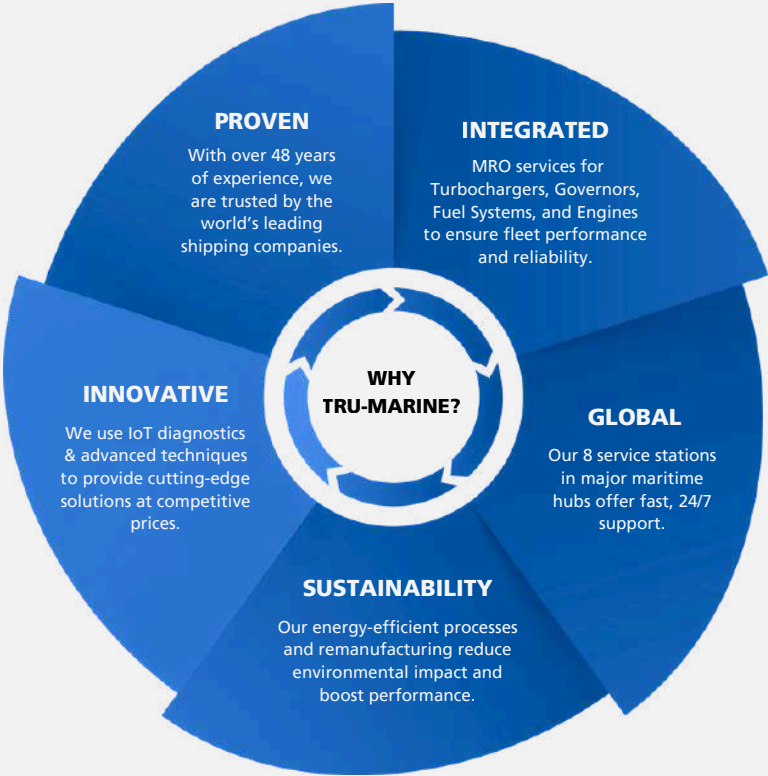 PROVEN
With over 48 years
of experience, we
are trusted by the
world's leading
shipping companies.
INTEGRATED
MRO services for
Turbochargers, Governors,
Fuel Systems, and Engines
to ensure fleet performance
and reliability.
WHY
TRU-MARINE?
INNOVATIVE
We use IoT diagnostics
& advanced techniques
to provide cutting-edge
solutions at competitive
prices.
GLOBAL
Our 8 service stations
in major maritime
hubs offer fast, 24/7
support.
SUSTAINABILITY
Our energy-efficient processes
and remanufacturing reduce
environmental impact and
boost performance.